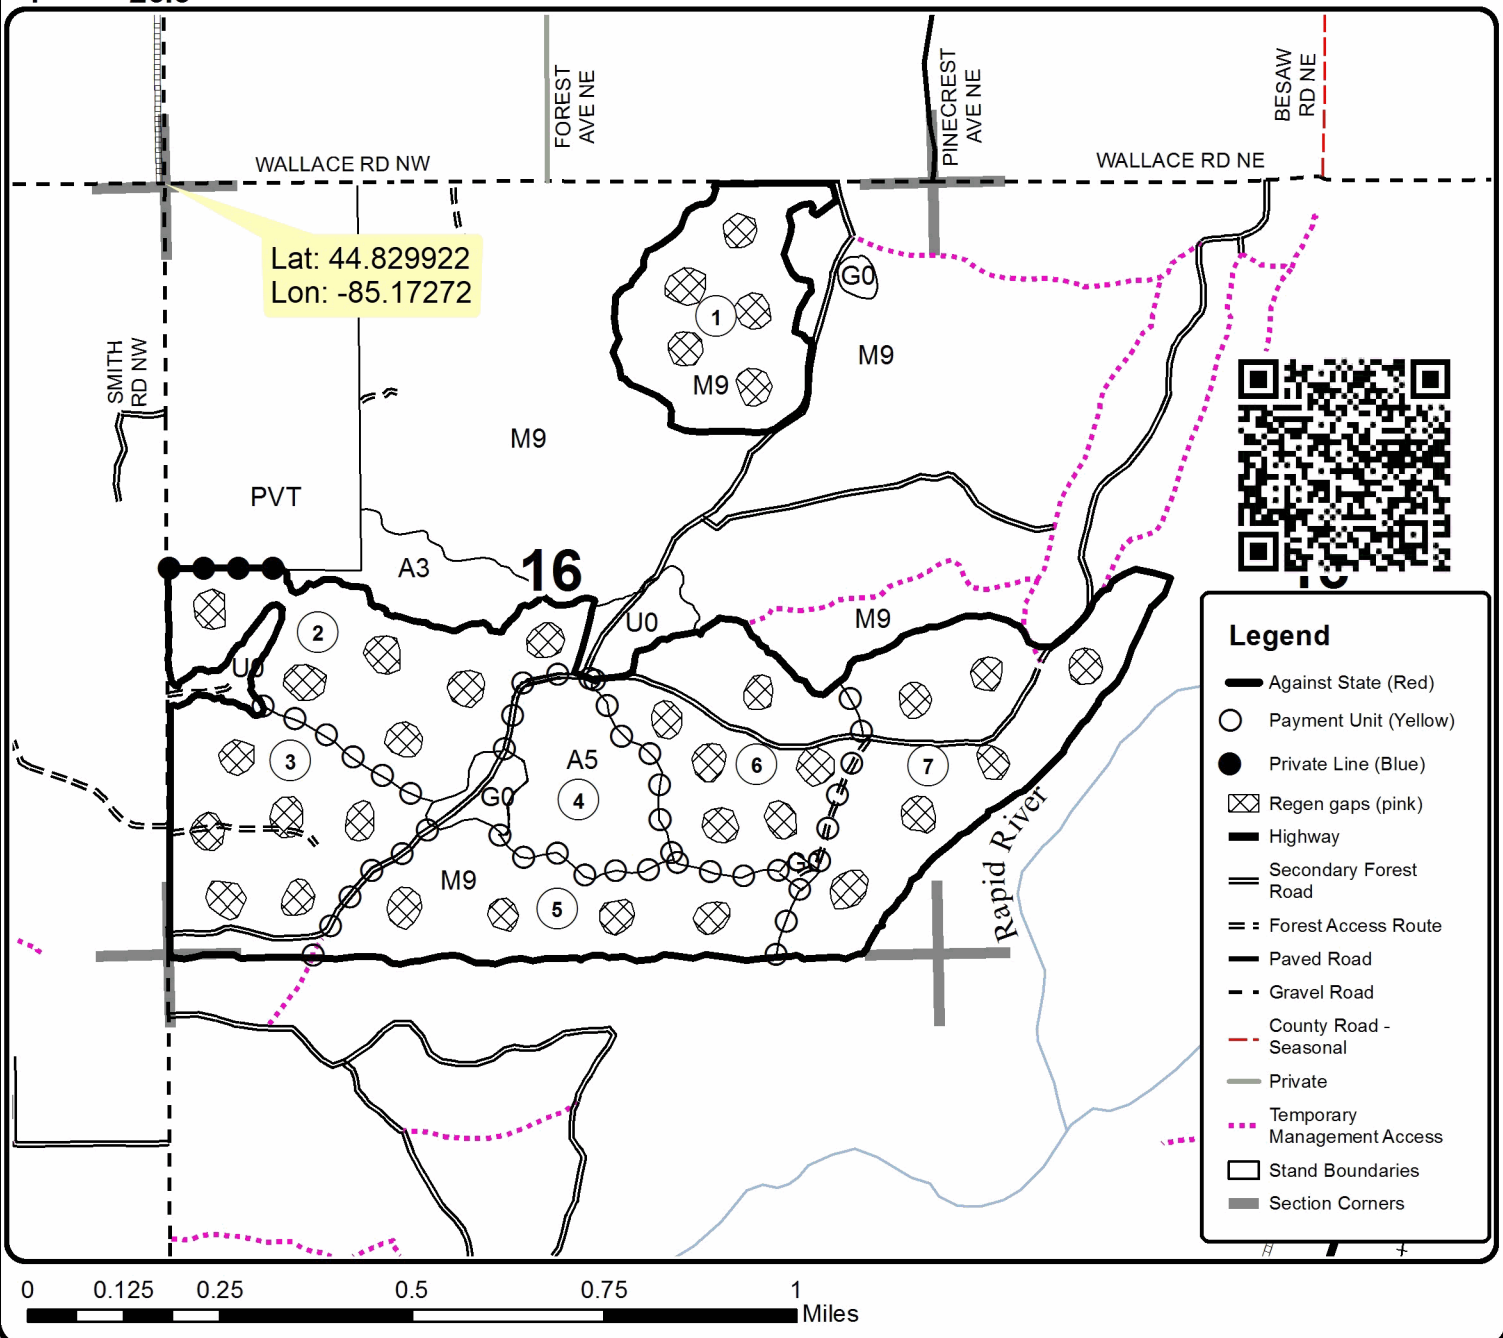 FOREST
AVE NE
PINECREST
AVE NE
BESAW
RD NE
WALLACE RD NW
WALLACE RD NE
Lat: 44.829922
Lon: -85.17272
G0
1
M9
M9
SMITH
RD NW
M9
PVT
A3
16
U0
M9
2
U0
3
A5
6
7
G0
4
M9
5
Rapid River
Legend
Against State (Red)
Payment Unit (Yellow)
Private Line (Blue)
Regen gaps (pink)
Highway
Secondary Forest
Road
Forest Access Route
Paved Road
Gravel Road
County Road -
Seasonal
Private
Temporary
Management Access
Stand Boundaries
Section Corners
0 0.125 0.25 0.5 0.75 1
Miles